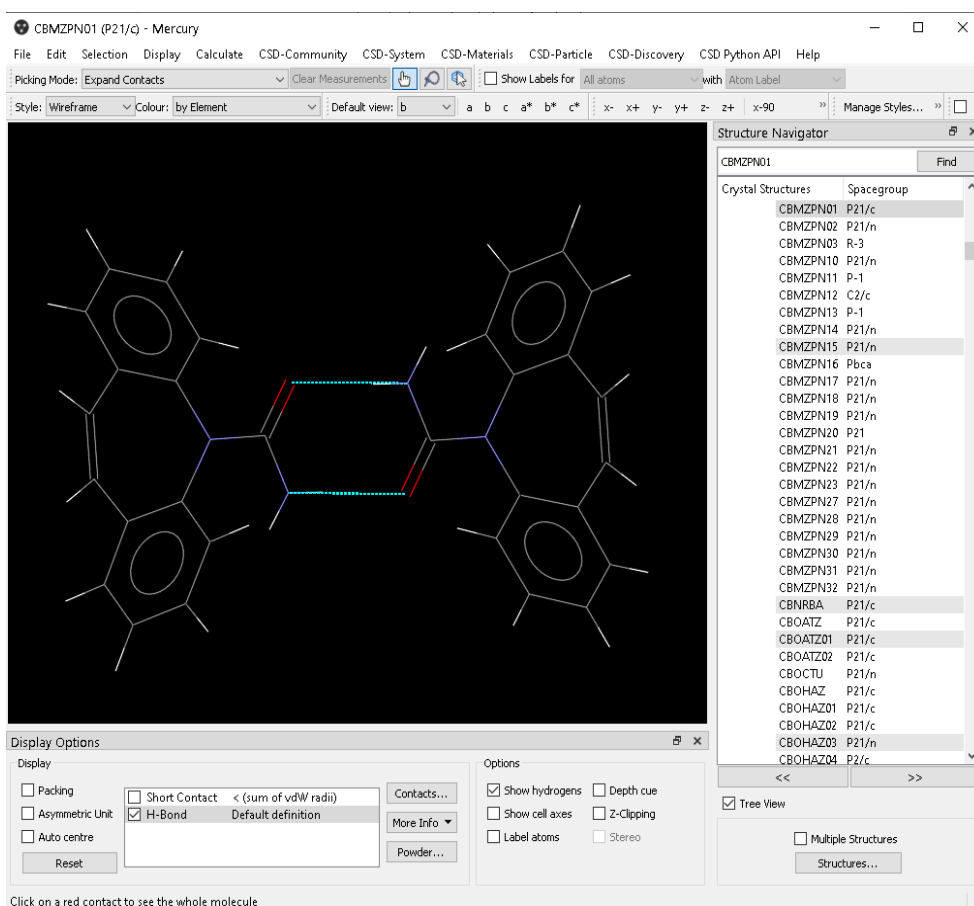 CBMZPN01 (P21/c) - Mercury
File Edit Selection Display Calculate CSD-Community CSD-System CSD-Materials CSD-Particle CSD-Discovery CSD Python API Help
Picking Mode: Expand Contacts Clear Measurements Show Labels for All atoms with Atom Label
Style: Wireframe Colour: by Element Default view: b a b c a* b* c* x- x+ y- y+ z- z+ x-90 » Manage Styles... »
Structure Navigator
CBMZPN01 Find
Crystal Structures Spacegroup
CBMZPN01 P21/c
CBMZPN02 P21/n
CBMZPN03 R-3
CBMZPN10 P21/n
CBMZPN11 P-1
CBMZPN12 C2/c
CBMZPN13 P-1
CBMZPN14 P21/n
CBMZPN15 P21/n
CBMZPN16 Pbca
CBMZPN17 P21/n
CBMZPN18 P21/n
CBMZPN19 P21/n
CBMZPN20 P21
CBMZPN21 P21/n
CBMZPN22 P21/n
CBMZPN23 P21/n
CBMZPN27 P21/n
CBMZPN28 P21/n
CBMZPN29 P21/n
CBMZPN30 P21/n
CBMZPN31 P21/n
CBMZPN32 P21/n
CBNRBA P21/c
CBOATZ P21/c
CBOATZ01 P21/c
CBOATZ02 P21/c
CBOCTU P21/n
CBOHAZ P21/c
CBOHAZ01 P21/c
CBOHAZ02 P21/c
CBOHAZ03 P21/n
CBOHAZ04 P2/c
<< >>
Tree View
Multiple Structures
Structures...
Display Options
Display
Packing
Asymmetric Unit
Auto centre
Reset
Short Contact < (sum of vdW radii)
H-Bond Default definition
Contacts...
More Info
Powder...
Options
Show hydrogens Depth cue
Show cell axes Z-Clipping
Label atoms Stereo
Click on a red contact to see the whole molecule